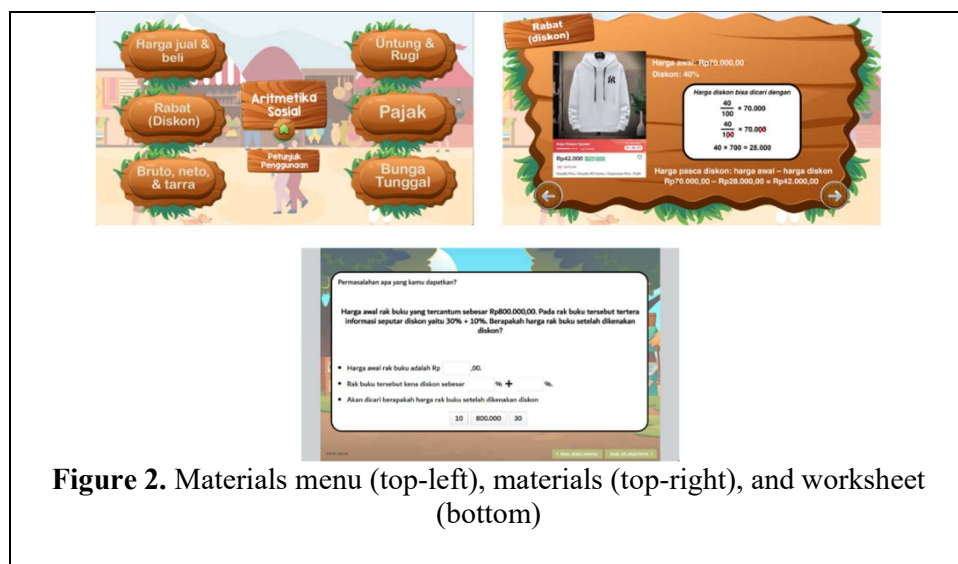 Harga jual &
beli
Rabat
(Diskon)
Bruto, neto,
& tarra
Aritmetika
Sosial
Petunjuk
Penggunaan
Untung &
Rugi
Pajak
Bunga
Tunggal
Rabat
(diskon)
Harga awal: Rp70.000,00
Diskon: 40%
Rp42.000
Harga diskon bisa dicari dengan
40
100 × 70.000
40
100 × 70.000
40 × 700 = 28.000
Harga pasca diskon: harga awal – harga diskon
Rp70.000,00 – Rp28.000,00 = Rp42.000,00
Permasalahan apa yang kamu dapatkan?
Harga awal rak buku yang tercantum sebesar Rp800.000,00. Pada rak buku tersebut tertera
informasi seputar diskon yaitu 30% + 10%. Berapakah harga rak buku setelah dikenakan
diskon?
• Harga awal rak buku adalah Rp ,00.
• Rak buku tersebut kena diskon sebesar % + %.
• Akan dicari berapakah harga rak buku setelah dikenakan diskon
10 800.000 30
Figure 2. Materials menu (top-left), materials (top-right), and worksheet
(bottom)